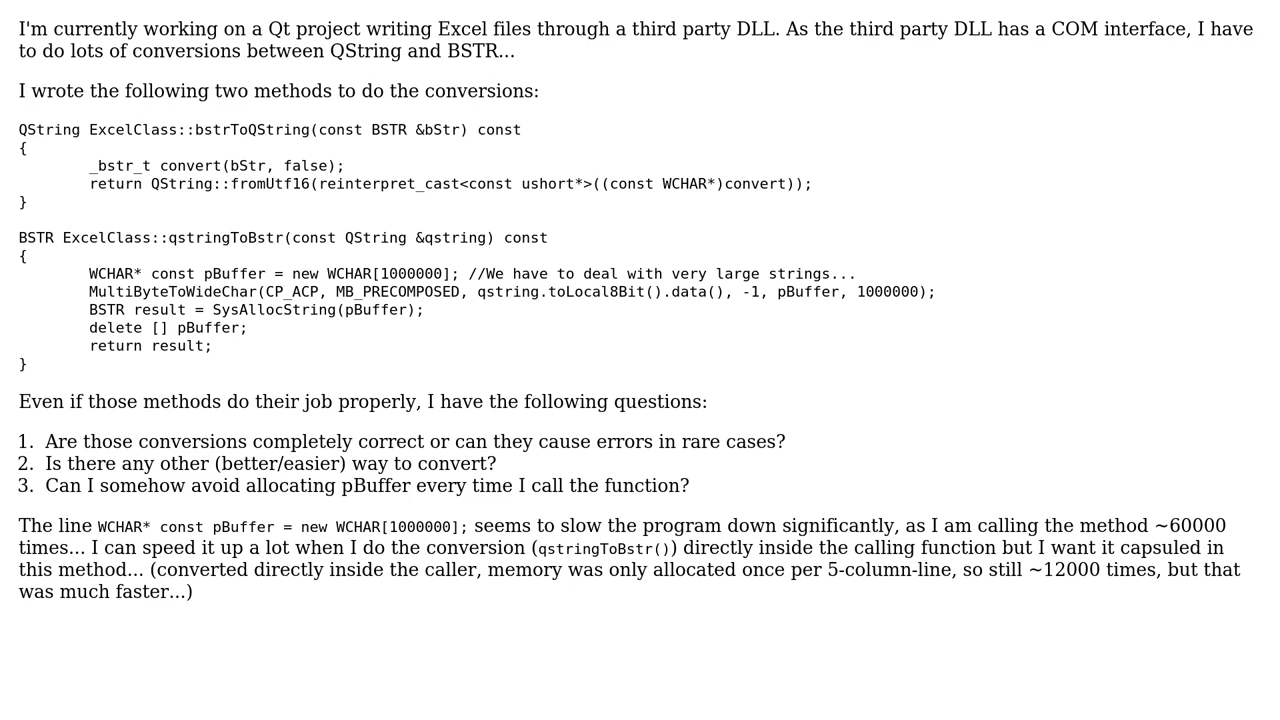 I'm currently working on a Qt project writing Excel files through a third party DLL. As the third party DLL has a COM interface, I have
to do lots of conversions between QString and BSTR...
I wrote the following two methods to do the conversions:
QString ExcelClass::bstrToQString(const BSTR &bStr) const
{
        _bstr_t convert(bStr, false);
        return QString::fromUtf16(reinterpret_cast<const ushort*>((const WCHAR*)convert));
}
BSTR ExcelClass::qstringToBstr(const QString &qstring) const
{
        WCHAR* const pBuffer = new WCHAR[1000000]; //We have to deal with very large strings...
        MultiByteToWideChar(CP_ACP, MB_PRECOMPOSED, qstring.toLocal8Bit().data(), -1, pBuffer, 1000000);
        BSTR result = SysAllocString(pBuffer);
        delete [] pBuffer;
        return result;
}
Even if those methods do their job properly, I have the following questions:
1. Are those conversions completely correct or can they cause errors in rare cases?
2. Is there any other (better/easier) way to convert?
3. Can I somehow avoid allocating pBuffer every time I call the function?
The line WCHAR* const pBuffer = new WCHAR[1000000]; seems to slow the program down significantly, as I am calling the method ~60000
times... I can speed it up a lot when I do the conversion (qstringToBstr()) directly inside the calling function but I want it capsuled in
this method... (converted directly inside the caller, memory was only allocated once per 5-column-line, so still ~12000 times, but that
was much faster...)